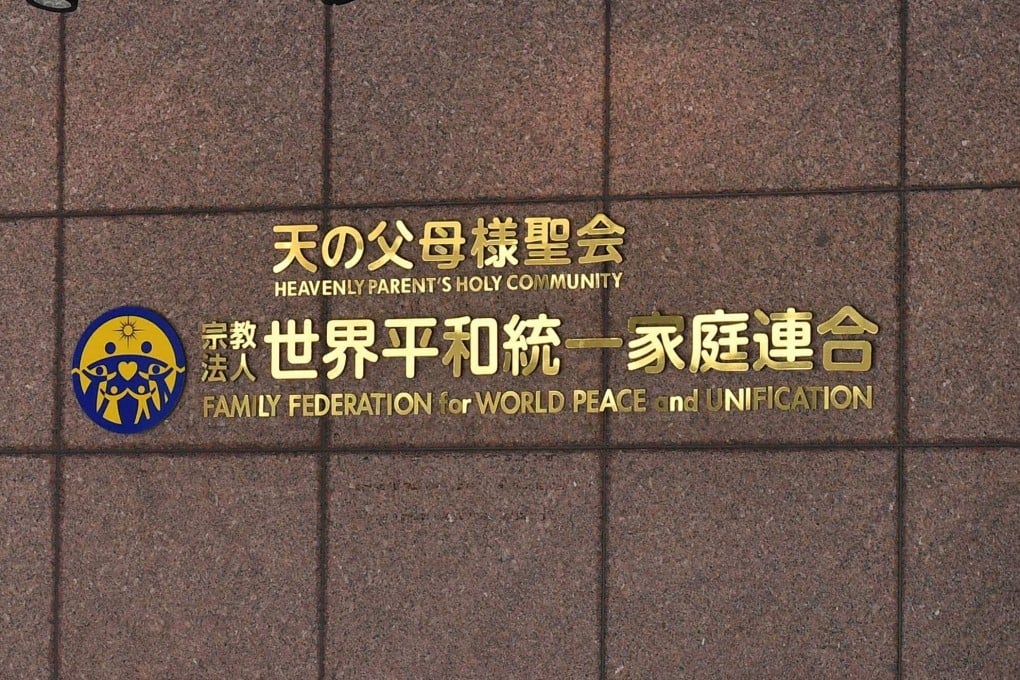 天の父母様聖会
HEAVENLY PARENT'S HOLY COMMUNITY
宗教法人 世界平和統一家庭連合
FAMILY FEDERATION for WORLD PEACE and UNIFICATION